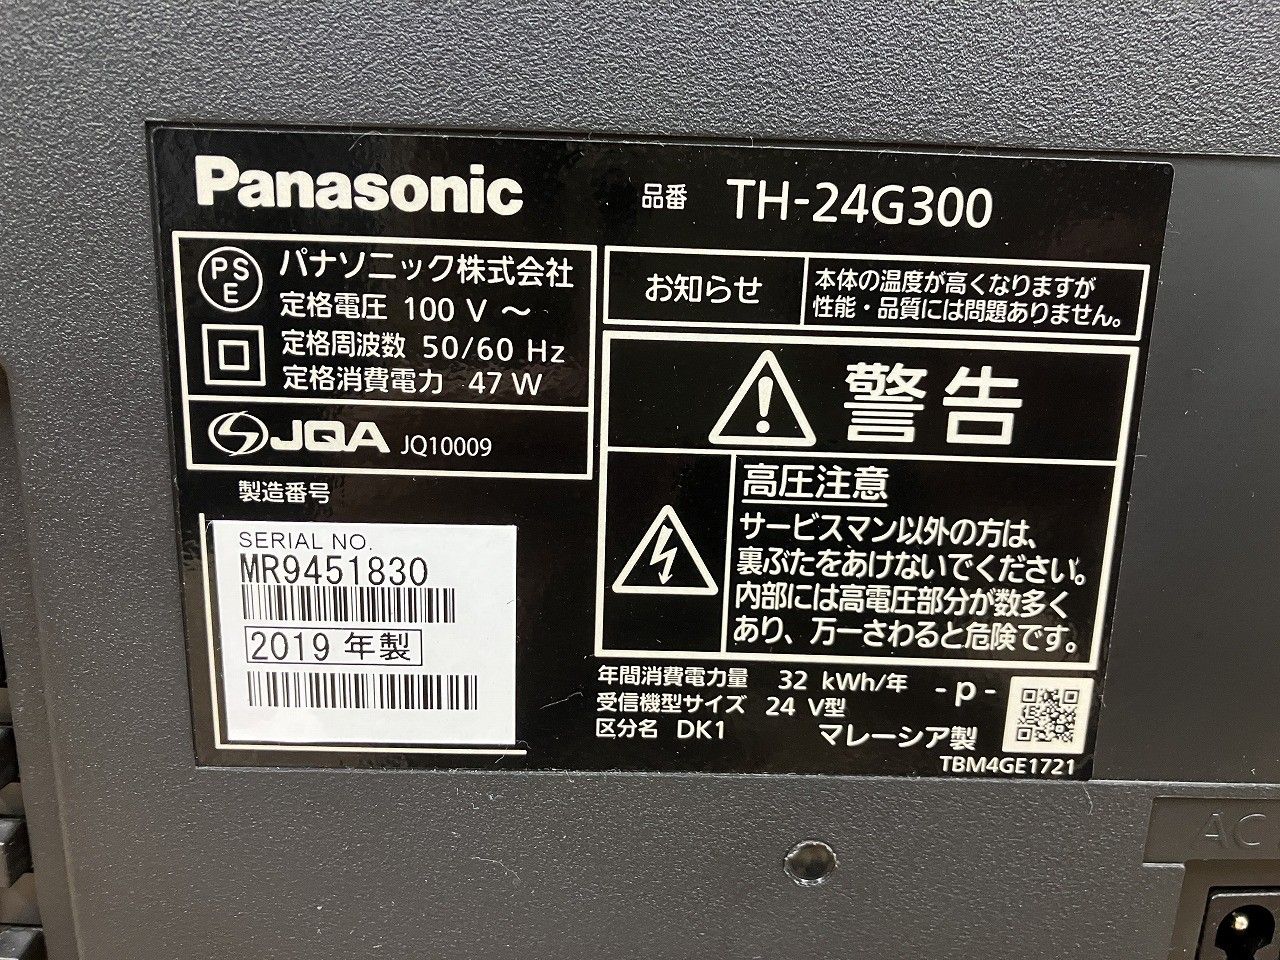 Panasonic
品番 TH-24G300
PS
E
パナソニック株式会社
定格電圧 100 V ～
定格周波数 50/60 Hz
定格消費電力 47 W
JQA JQ10009
製造番号
SERIAL NO.
MR9451830
2019 年製
お知らせ
本体の温度が高くなりますが
性能・品質には問題ありません。
警告
高圧注意
サービスマン以外の方は、
裏ぶたをあけないでください。
内部には高電圧部分が数多く
あり、万一さわると危険です。
年間消費電力量 32 kWh/年
受信機型サイズ 24 V型
区分名 DK1
-p-
マレーシア製
TBM4GE1721
AC